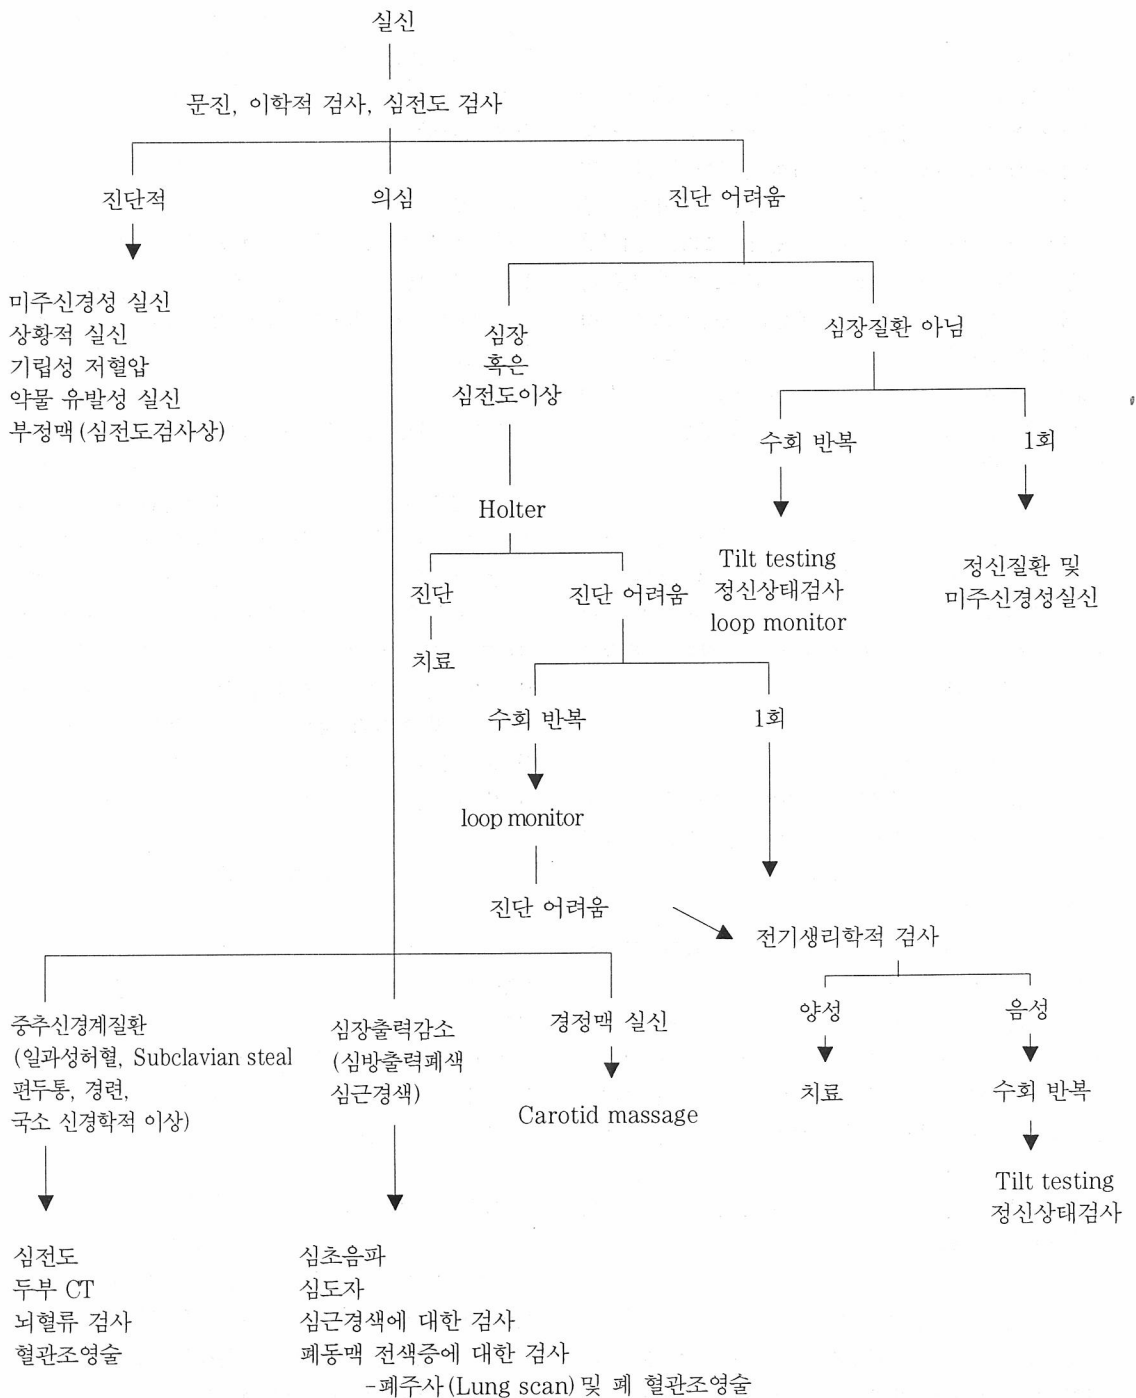 실신
문진, 이학적 검사, 심전도 검사
진단적
의심
진단 어려움
미주신경성 실신
상황적 실신
기립성 저혈압
약물 유발성 실신
부정맥(심전도검사상)
심장
혹은
심전도이상
심장질환 아님
수회 반복
1회
Holter
Tilt testing
정신상태검사
loop monitor
정신질환 및
미주신경성실신
진단
진단 어려움
치료
수회 반복
1회
loop monitor
진단 어려움
전기생리학적 검사
중추신경계질환
(일과성허혈, Subclavian steal
편두통, 경련,
국소 신경학적 이상)
심장출력감소
(심방출력폐색
심근경색)
경정맥 실신
Carotid massage
양성
음성
치료
수회 반복
Tilt testing
정신상태검사
심전도
두부 CT
뇌혈류 검사
혈관조영술
심초음파
심도자
심근경색에 대한 검사
폐동맥 전색증에 대한 검사
-폐주사(Lung scan) 및 폐 혈관조영술